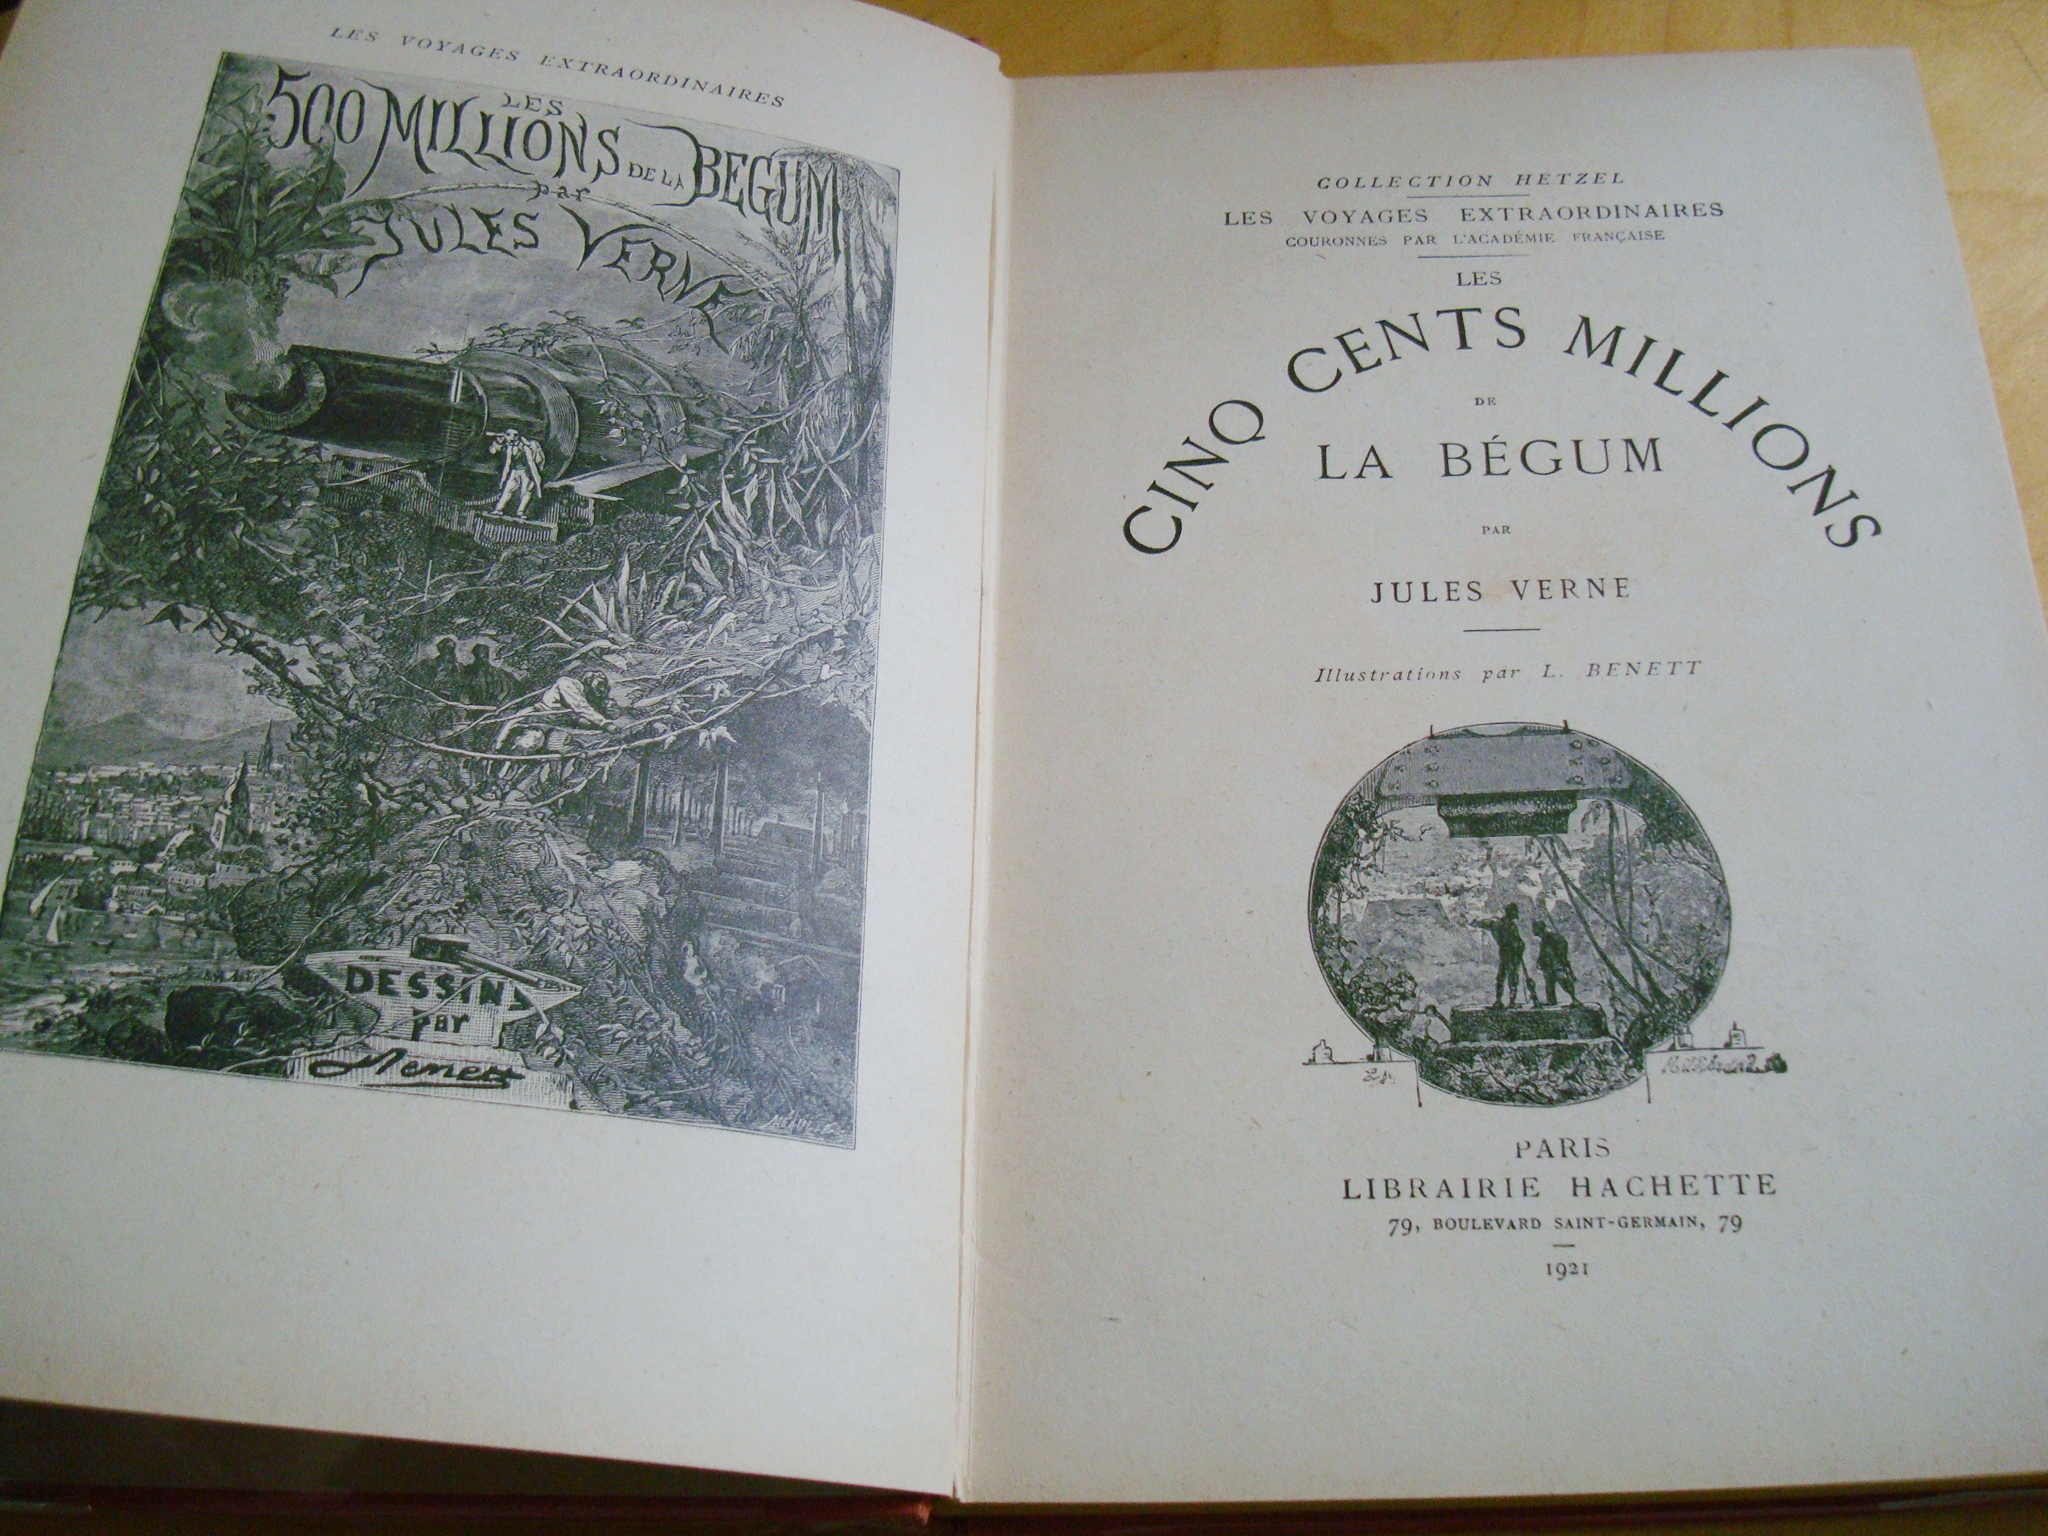 LES VOYAGES EXTRAORDINAIRES
LES
500 MILLIONS DE LA BEGUM
par
JULES VERNE
DESSINS
par
Benett
COLLECTION HETZEL
LES VOYAGES EXTRAORDINAIRES
COURONNES PAR L'ACADÉMIE FRANÇAISE
LES
CINQ CENTS MILLIONS
DE
LA BÉGUM
PAR
JULES VERNE
Illustrations par L. BENETT
PARIS
LIBRAIRIE HACHETTE
79, BOULEVARD SAINT-GERMAIN, 79
1921